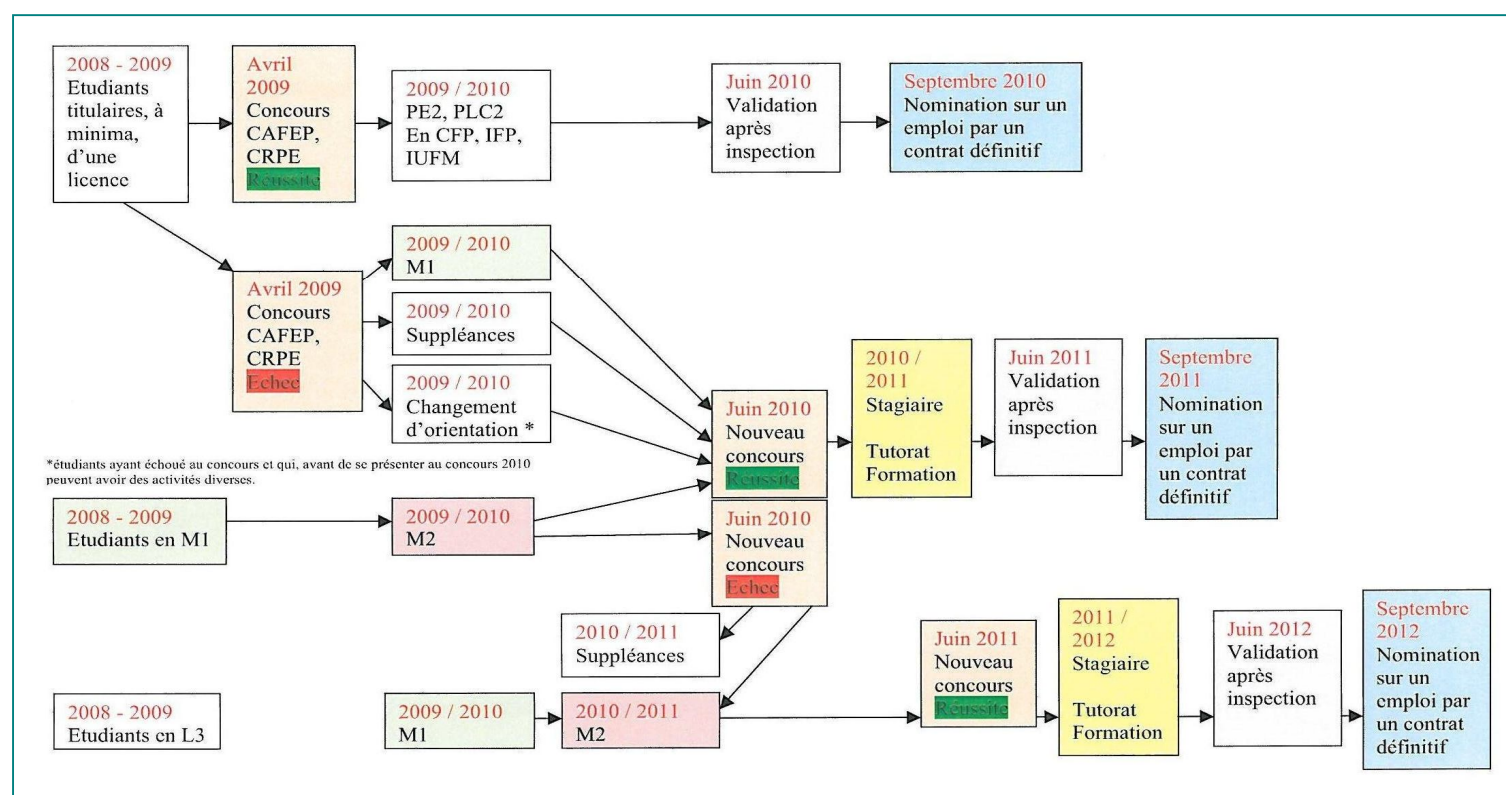 2008 - 2009
Etudiants
titulaires, à
minima,
d'une
licence
Avril
2009
Concours
CAFEP,
CRPE
Réussite
2009 / 2010
PE2, PLC2
En CFP, IFP,
IUFM
Juin 2010
Validation
après
inspection
Septembre 2010
Nomination sur un
emploi par un
contrat définitif
Avril 2009
Concours
CAFEP,
CRPE
Echec
2009 / 2010
M1
2009 / 2010
Suppléances
2009 / 2010
Changement
d'orientation *
Juin 2010
Nouveau
concours
Réussite
2010 /
2011
Stagiaire
Tutorat
Formation
Juin 2011
Validation
après
inspection
Septembre
2011
Nomination
sur un
emploi par
un contrat
définitif
*étudiants ayant échoué au concours et qui, avant de se présenter au concours 2010
peuvent avoir des activités diverses.
2008 - 2009
Etudiants en M1
2009 / 2010
M2
Juin 2010
Nouveau
concours
Echec
2010 / 2011
Suppléances
2008 - 2009
Etudiants en L3
2009 / 2010
M1
2010 / 2011
M2
Juin 2011
Nouveau
concours
Réussite
2011 /
2012
Stagiaire
Tutorat
Formation
Juin 2012
Validation
après
inspection
Septembre
2012
Nomination
sur un
emploi par
un contrat
définitif